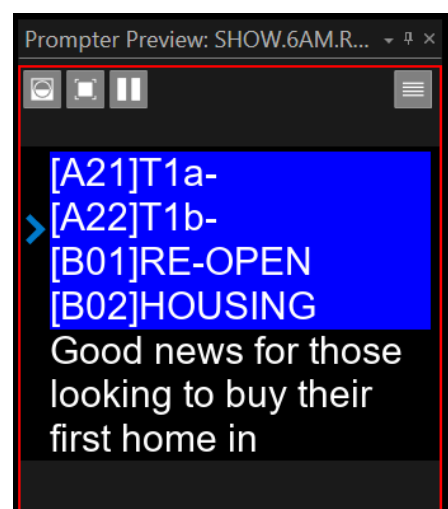 Prompter Preview: SHOW.6AM.R...
[A21]T1a-
[A22]T1b-
[B01]RE-OPEN
[B02]HOUSING
Good news for those
looking to buy their
first home in